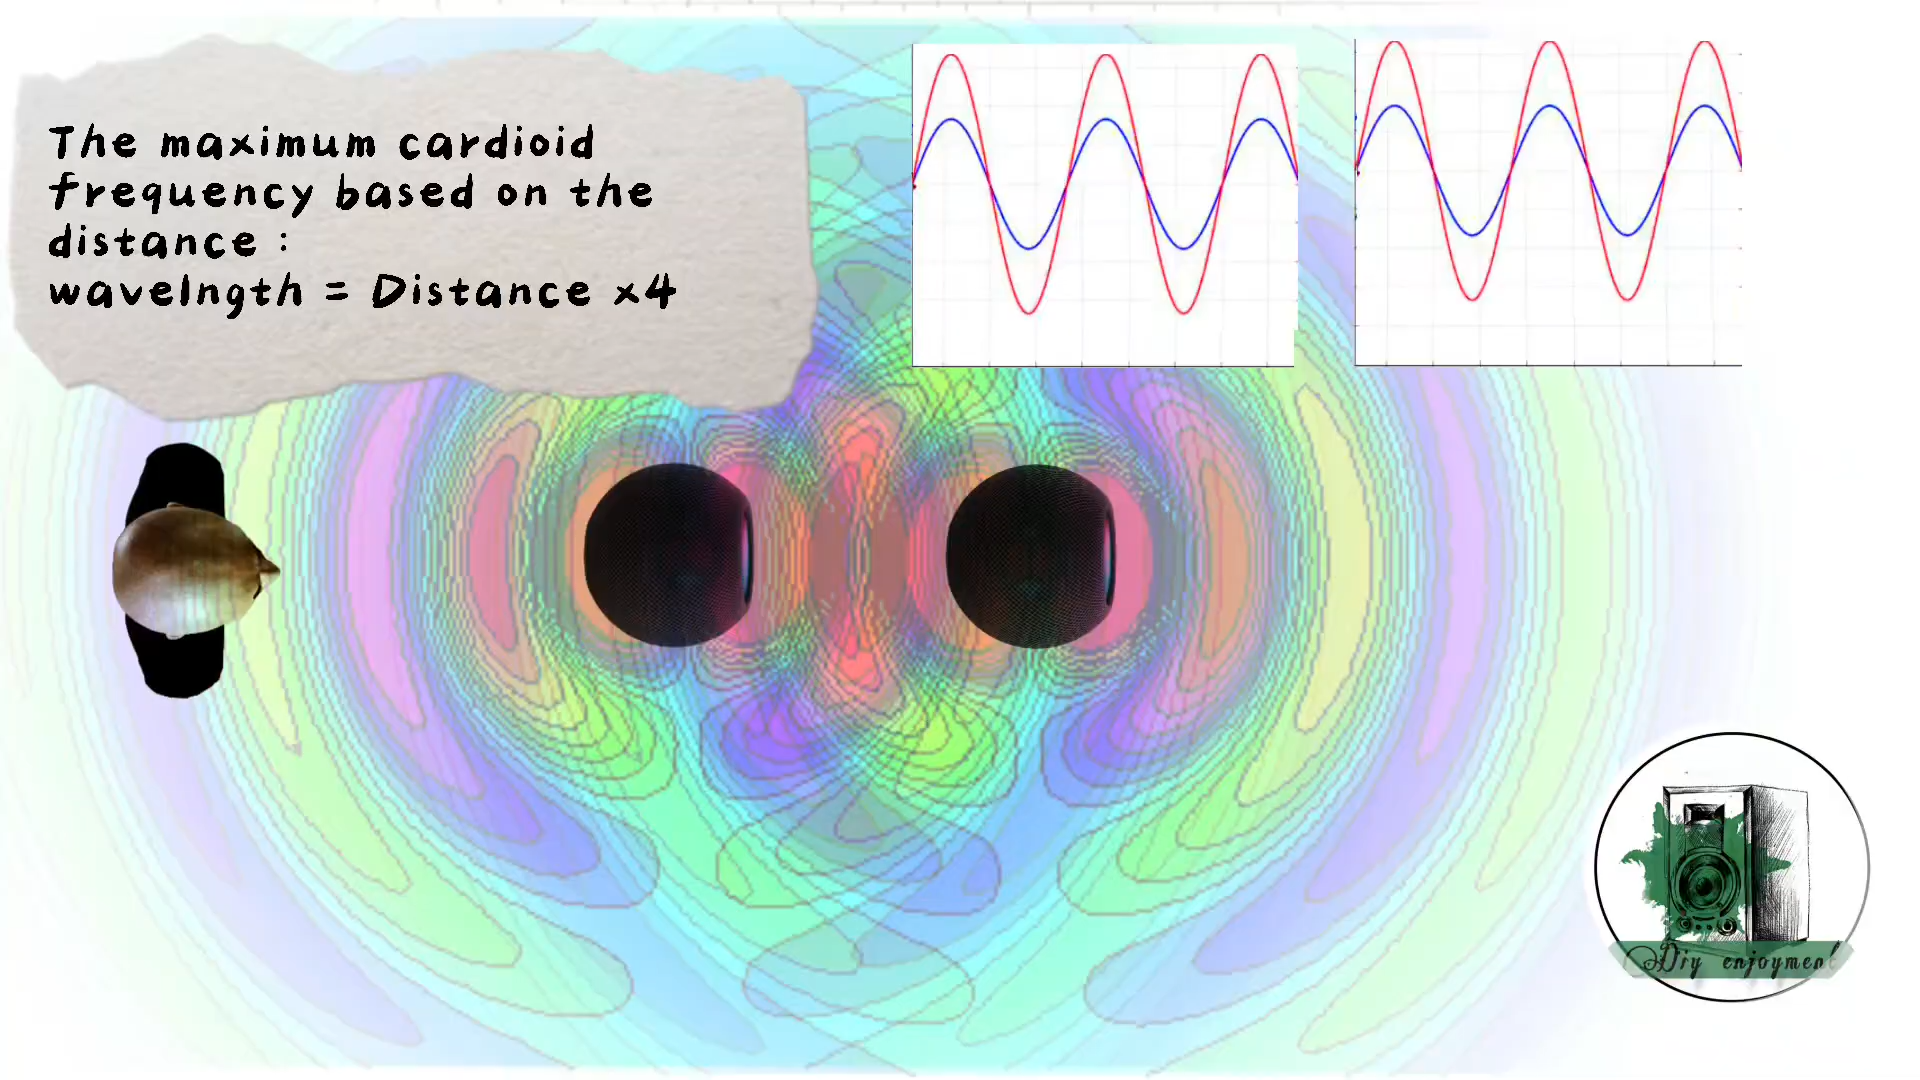 The maximum cardioid
frequency based on the
distance :
wavelngth = Distance x4
Diy enjoyment